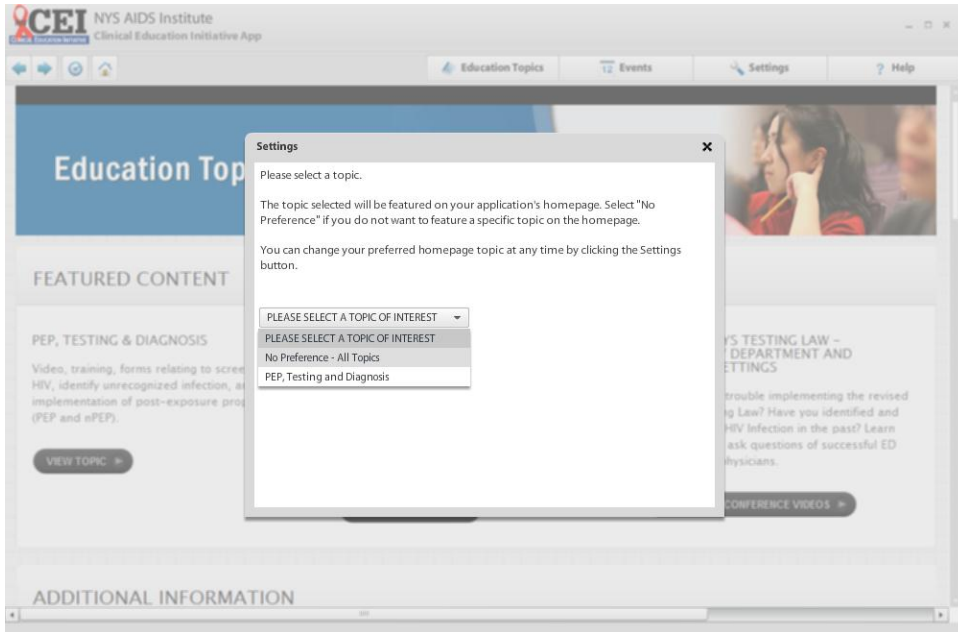 CEI
NYS AIDS Institute
CLINICAL EDUCATION INITIATIVE
Clinical Education Initiative App
Education Topics
12 Events
Settings
? Help
Education Top
Settings
Please select a topic.
The topic selected will be featured on your application's homepage. Select "No
Preference" if you do not want to feature a specific topic on the homepage.
You can change your preferred homepage topic at any time by clicking the Settings
button.
PLEASE SELECT A TOPIC OF INTEREST
PLEASE SELECT A TOPIC OF INTEREST
No Preference - All Topics
PEP, Testing and Diagnosis
FEATURED CONTENT
PEP, TESTING & DIAGNOSIS
Video, training, forms relating to scree
HIV, identify unrecognized infection, a
implementation of post-exposure prop
(PEP and nPEP).
VIEW TOPIC
YS TESTING LAW –
DEPARTMENT AND
ETTINGS
trouble implementing the revised
g Law? Have you identified and
HIV Infection in the past? Learn
ask questions of successful ED
hysicians.
CONFERENCE VIDEOS
ADDITIONAL INFORMATION